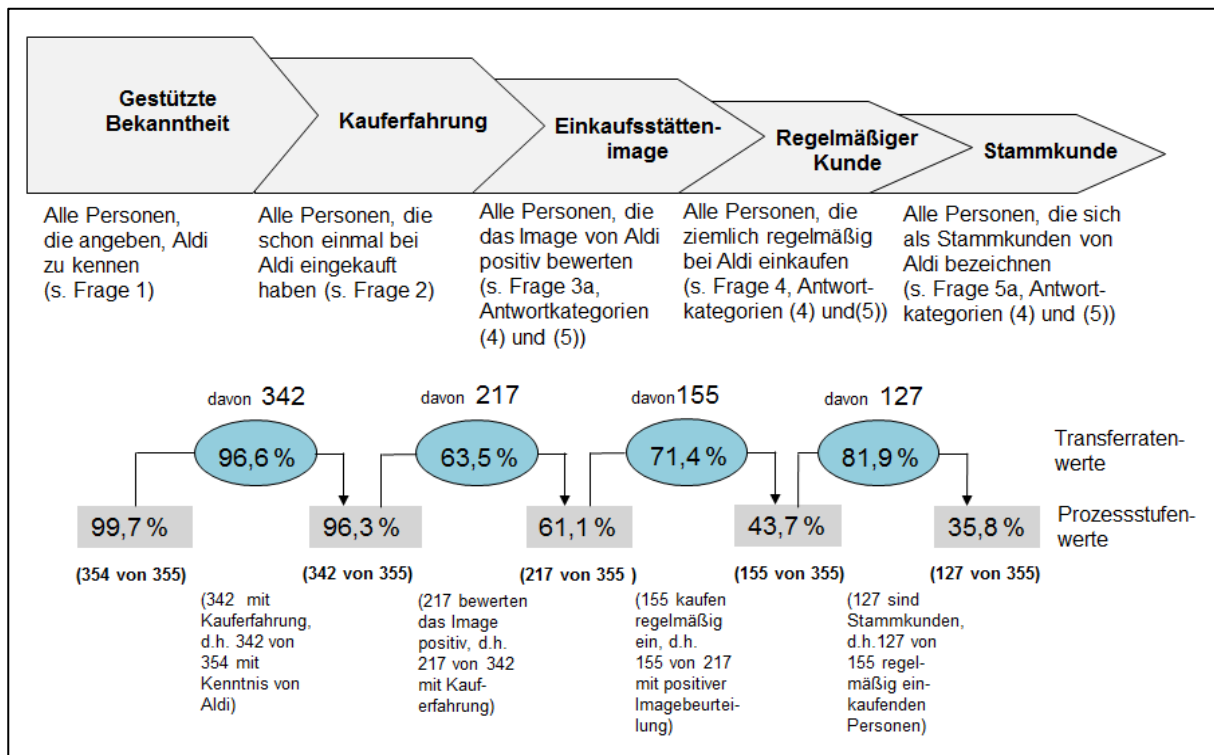 Gestützte
Bekanntheit
Kauferfahrung
Einkaufsstätten-
image
Regelmäßiger
Kunde
Stammkunde
Alle Personen,
die angeben, Aldi
zu kennen
(s. Frage 1)
Alle Personen, die
schon einmal bei
Aldi eingekauft
haben (s. Frage 2)
Alle Personen, die
das Image von Aldi
positiv bewerten
(s. Frage 3a,
Antwortkategorien
(4) und (5))
Alle Personen, die
ziemlich regelmäßig
bei Aldi einkaufen
(s. Frage 4, Antwort-
kategorien (4) und(5))
Alle Personen, die sich
als Stammkunden von
Aldi bezeichnen
(s. Frage 5a, Antwort-
kategorien (4) und (5))
davon 342
davon 217
davon 155
davon 127
96,6 %
63,5 %
71,4 %
81,9 %
Transferraten-
werte
99,7 %
96,3 %
61,1 %
43,7 %
35,8 %
Prozessstufen-
werte
(354 von 355)
(342 von 355)
(217 von 355 )
(155 von 355)
(127 von 355)
(342 mit
Kauferfahrung,
d.h. 342 von
354 mit
Kenntnis von
Aldi)
(217 bewerten
das Image
positiv, d.h.
217 von 342
mit Kauf-
erfahrung)
(155 kaufen
regelmäßig
ein, d.h.
155 von 217
mit positiver
Imagebeurtei-
lung)
(127 sind
Stammkunden,
d.h.127 von
155 regel-
mäßig ein-
kaufenden
Personen)